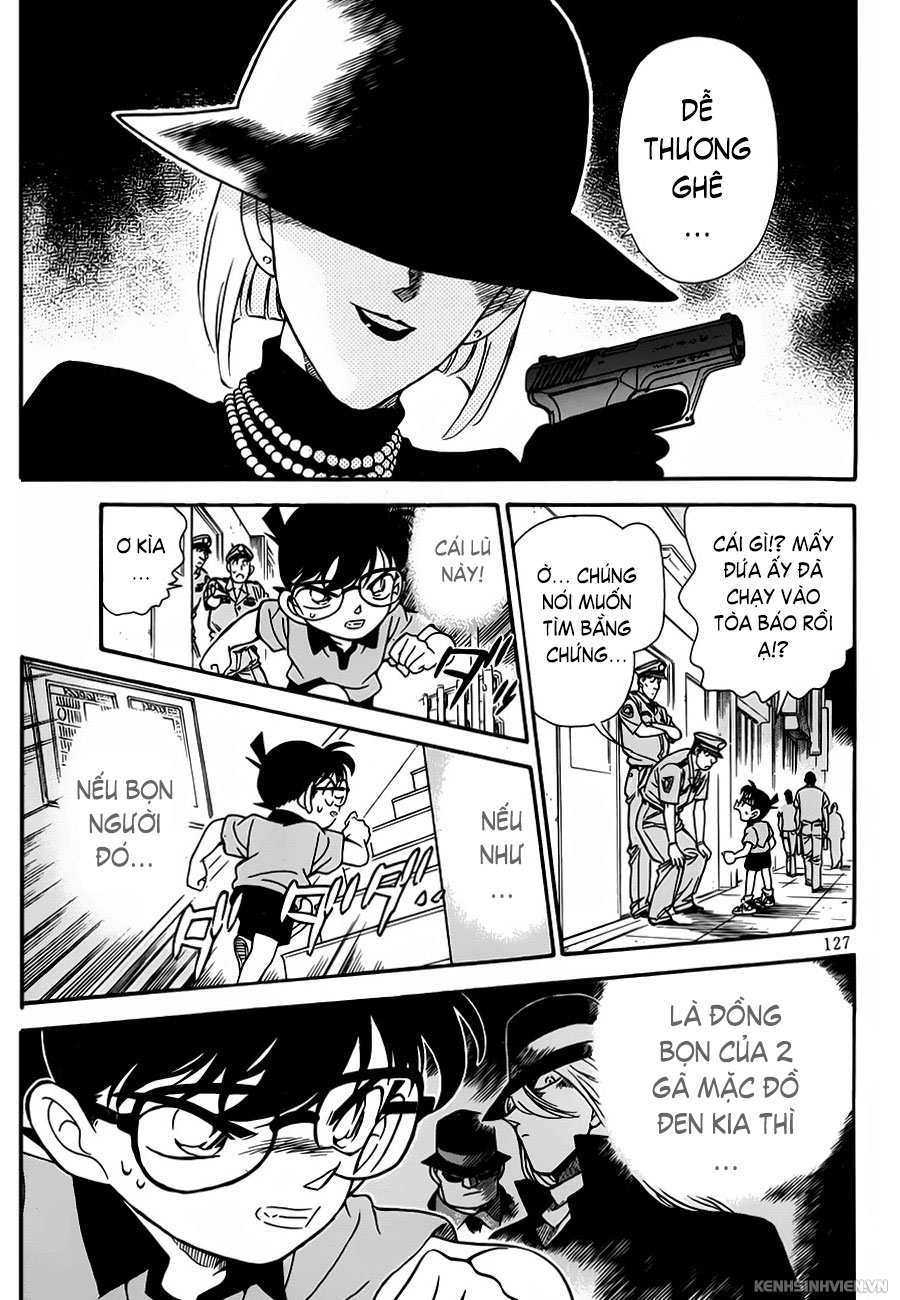 DỄ
THƯƠNG
GHÊ
...
CÁI GÌ!? MẤY
ĐỨA ẤY ĐÃ
CHẠY VÀO
TÒA BÁO RỒI
Ạ!?
Ờ... CHÚNG
NÓI MUỐN
TÌM BẰNG
CHỨNG...
CÁI LŨ
NÀY!
Ơ KÌA
...
NẾU
NHƯ
...
NẾU BỌN
NGƯỜI
ĐÓ...
127
LÀ ĐỒNG
BỌN CỦA 2
GÃ MẶC ĐỒ
ĐEN KIA THÌ
...
KENHSINHVIEN.VN